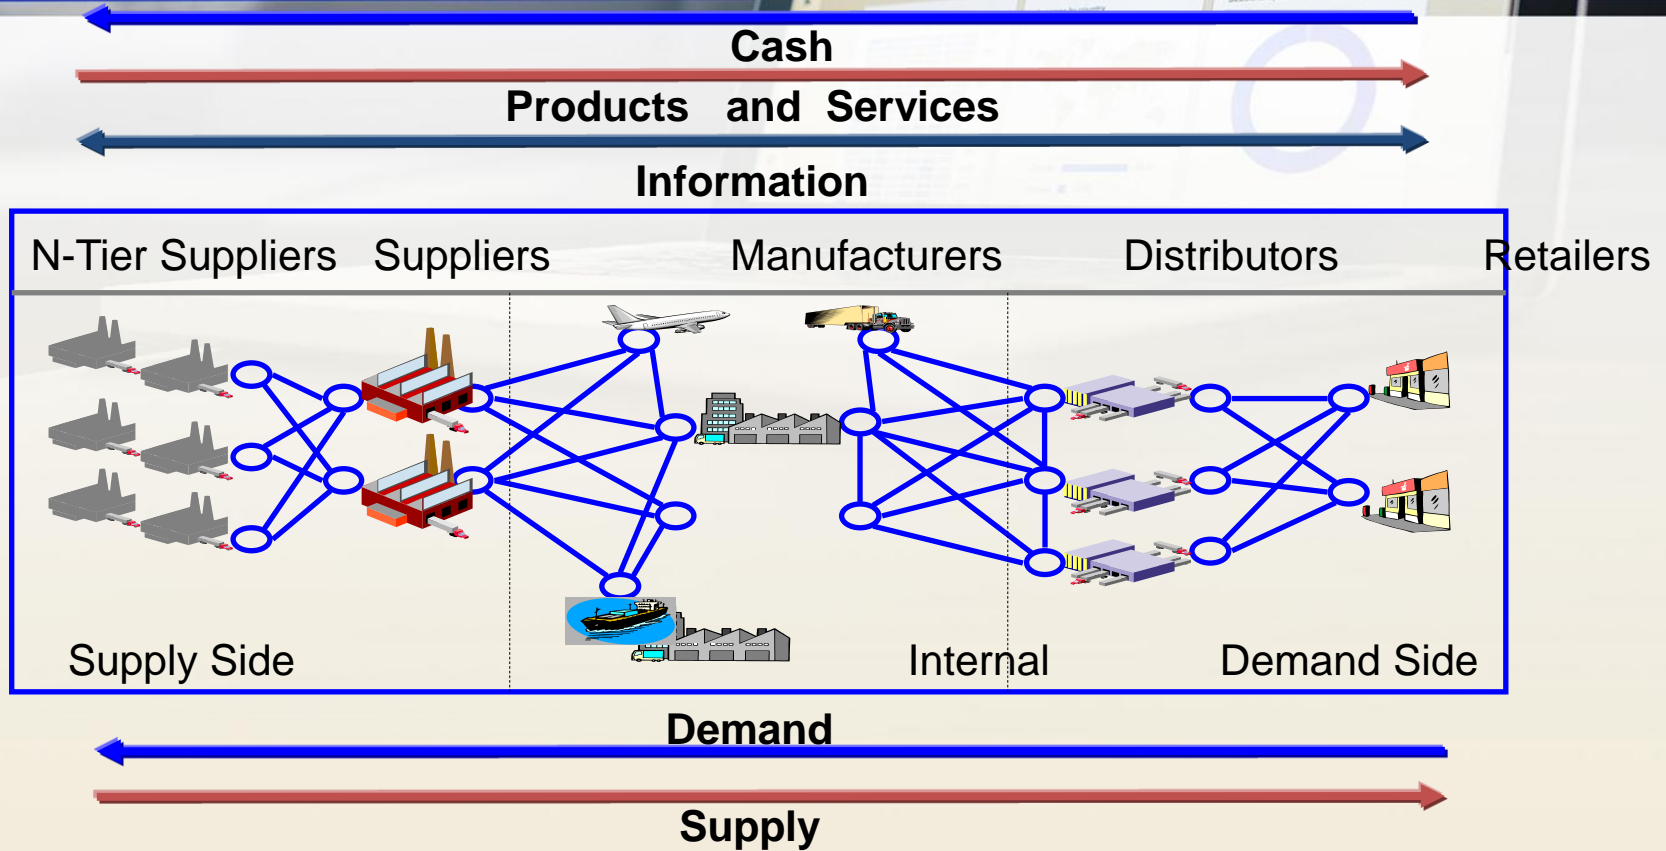 Cash
Products and Services
Information
N-Tier Suppliers Suppliers Manufacturers Distributors Retailers
Supply Side Internal Demand Side
Demand
Supply